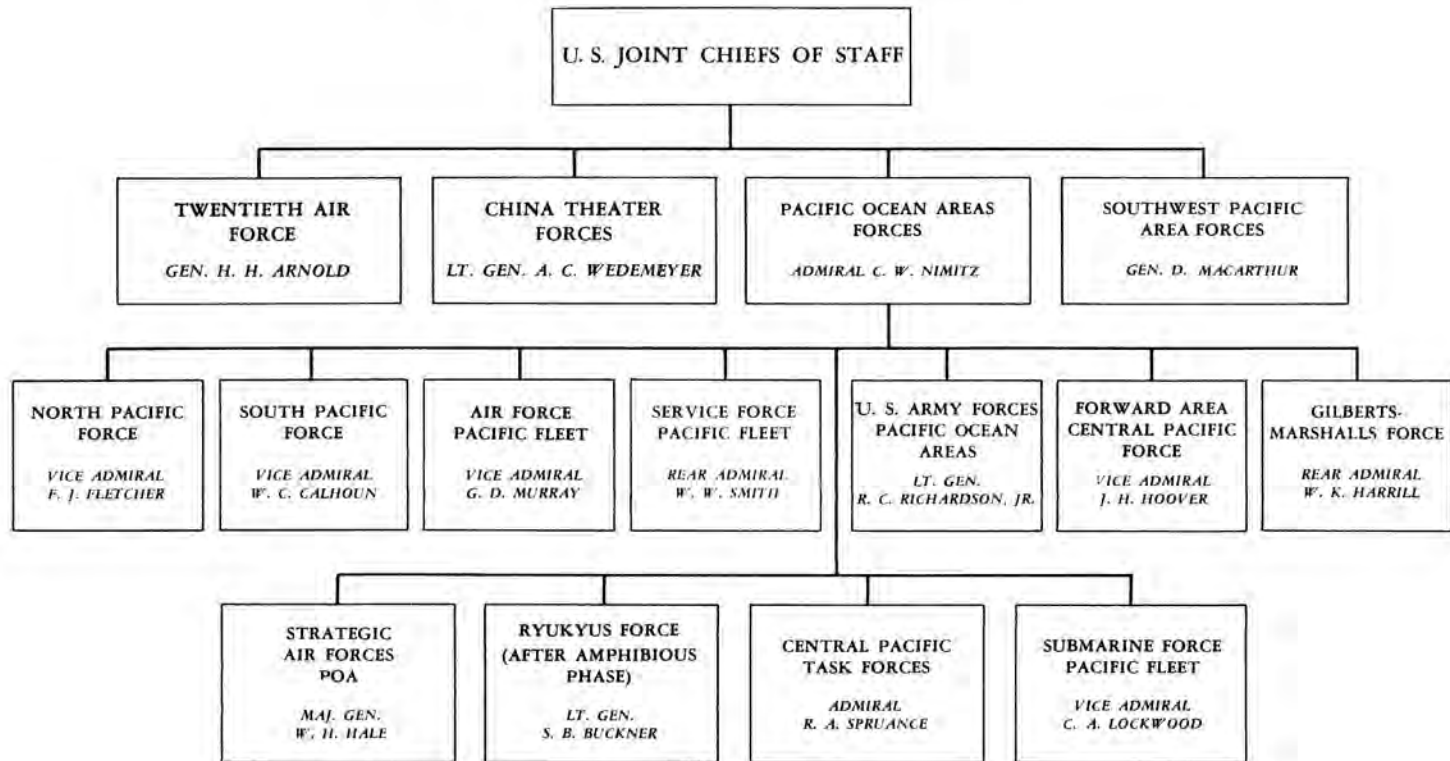 U. S. JOINT CHIEFS OF STAFF
TWENTIETH AIR
FORCE
GEN. H. H. ARNOLD
CHINA THEATER
FORCES
LT. GEN. A. C. WEDEMEYER
PACIFIC OCEAN AREAS
FORCES
ADMIRAL C. W. NIMITZ
SOUTHWEST PACIFIC
AREA FORCES
GEN. D. MACARTHUR
NORTH PACIFIC
FORCE
VICE ADMIRAL
F. J. FLETCHER
SOUTH PACIFIC
FORCE
VICE ADMIRAL
W. C. CALHOUN
AIR FORCE
PACIFIC FLEET
VICE ADMIRAL
G. D. MURRAY
SERVICE FORCE
PACIFIC FLEET
REAR ADMIRAL
W. W. SMITH
U. S. ARMY FORCES
PACIFIC OCEAN
AREAS
LT. GEN.
R. C. RICHARDSON, JR.
FORWARD AREA
CENTRAL PACIFIC
FORCE
VICE ADMIRAL
J. H. HOOVER
GILBERTS-
MARSHALLS FORCE
REAR ADMIRAL
W. K. HARRILL
STRATEGIC
AIR FORCES
POA
MAJ. GEN.
W. H. HALE
RYUKYUS FORCE
(AFTER AMPHIBIOUS
PHASE)
LT. GEN.
S. B. BUCKNER
CENTRAL PACIFIC
TASK FORCES
ADMIRAL
R. A. SPRUANCE
SUBMARINE FORCE
PACIFIC FLEET
VICE ADMIRAL
C. A. LOCKWOOD